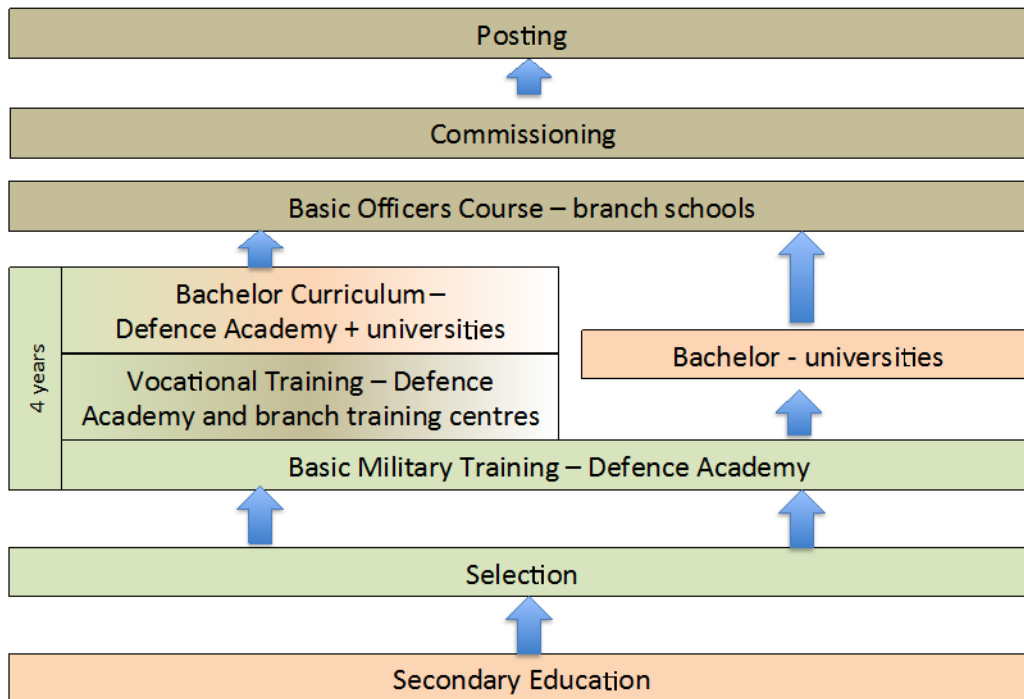 Posting
Commissioning
Basic Officers Course – branch schools
Bachelor Curriculum –
Defence Academy + universities
Bachelor - universities
4 years
Vocational Training – Defence
Academy and branch training centres
Basic Military Training – Defence Academy
Selection
Secondary Education